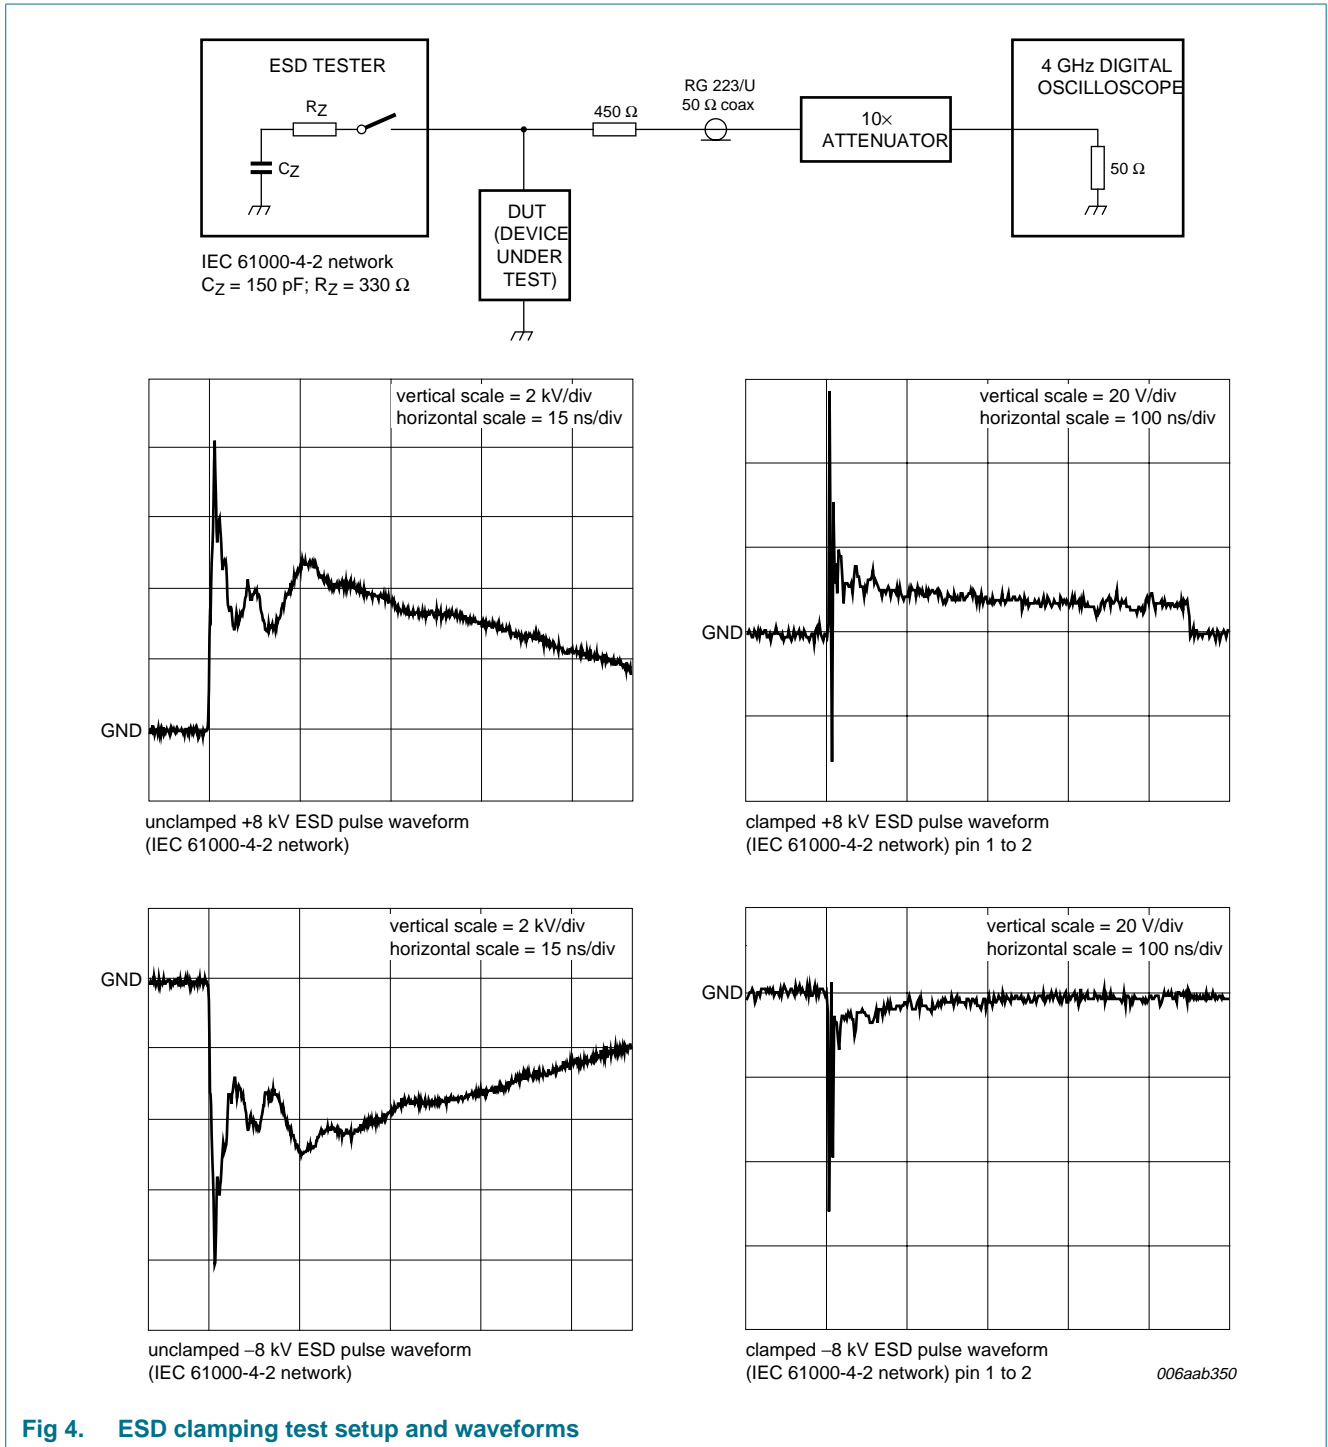 ESD TESTER
RZ
CZ
IEC 61000-4-2 network
CZ = 150 pF; RZ = 330 Ω
DUT
(DEVICE
UNDER
TEST)
450 Ω
RG 223/U
50 Ω coax
10×
ATTENUATOR
4 GHz DIGITAL
OSCILLOSCOPE
50 Ω
vertical scale = 2 kV/div
horizontal scale = 15 ns/div
GND
unclamped +8 kV ESD pulse waveform
(IEC 61000-4-2 network)
vertical scale = 20 V/div
horizontal scale = 100 ns/div
GND
clamped +8 kV ESD pulse waveform
(IEC 61000-4-2 network) pin 1 to 2
vertical scale = 2 kV/div
horizontal scale = 15 ns/div
GND
unclamped −8 kV ESD pulse waveform
(IEC 61000-4-2 network)
vertical scale = 20 V/div
horizontal scale = 100 ns/div
GND
clamped −8 kV ESD pulse waveform
(IEC 61000-4-2 network) pin 1 to 2
006aab350
Fig 4. ESD clamping test setup and waveforms